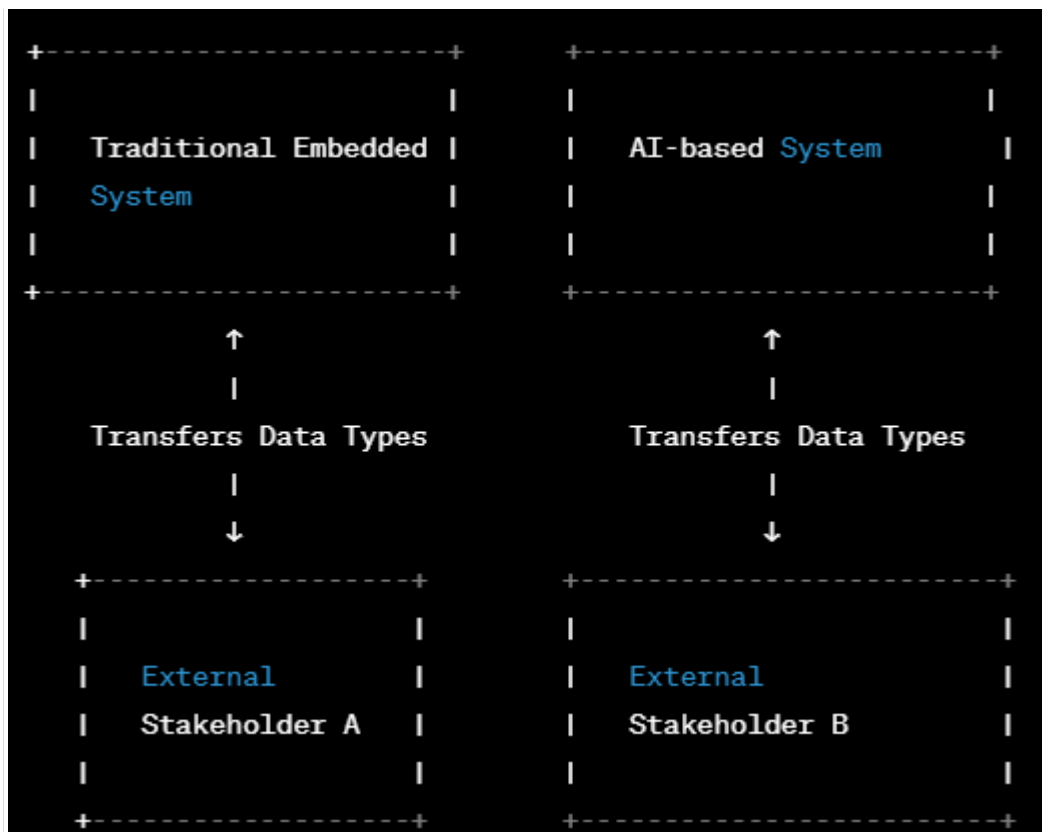 +------------------------+      +------------------------+
|                         |      |                         |
|   Traditional Embedded |      |   AI-based System       |
|   System               |      |                         |
|                         |      |                         |
+------------------------+      +------------------------+
            ↑                               ↑
            |                               |
    Transfers Data Types            Transfers Data Types
            |                               |
            ↓                               ↓
   +-------------------+        +-------------------------+
   |                   |        |                         |
   |   External        |        |   External              |
   |   Stakeholder A   |        |   Stakeholder B         |
   |                   |        |                         |
   +-------------------+        +-------------------------+